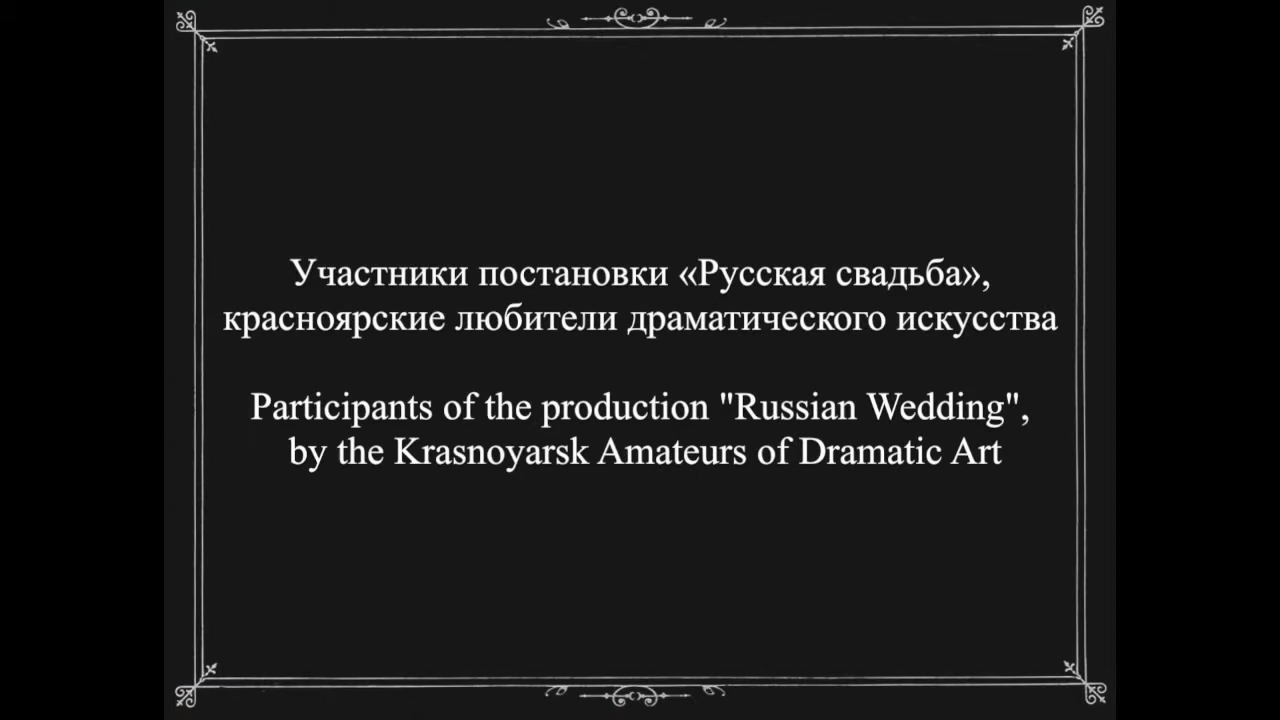 Участники постановки «Русская свадьба»,
красноярские любители драматического искусства
Participants of the production "Russian Wedding",
by the Krasnoyarsk Amateurs of Dramatic Art